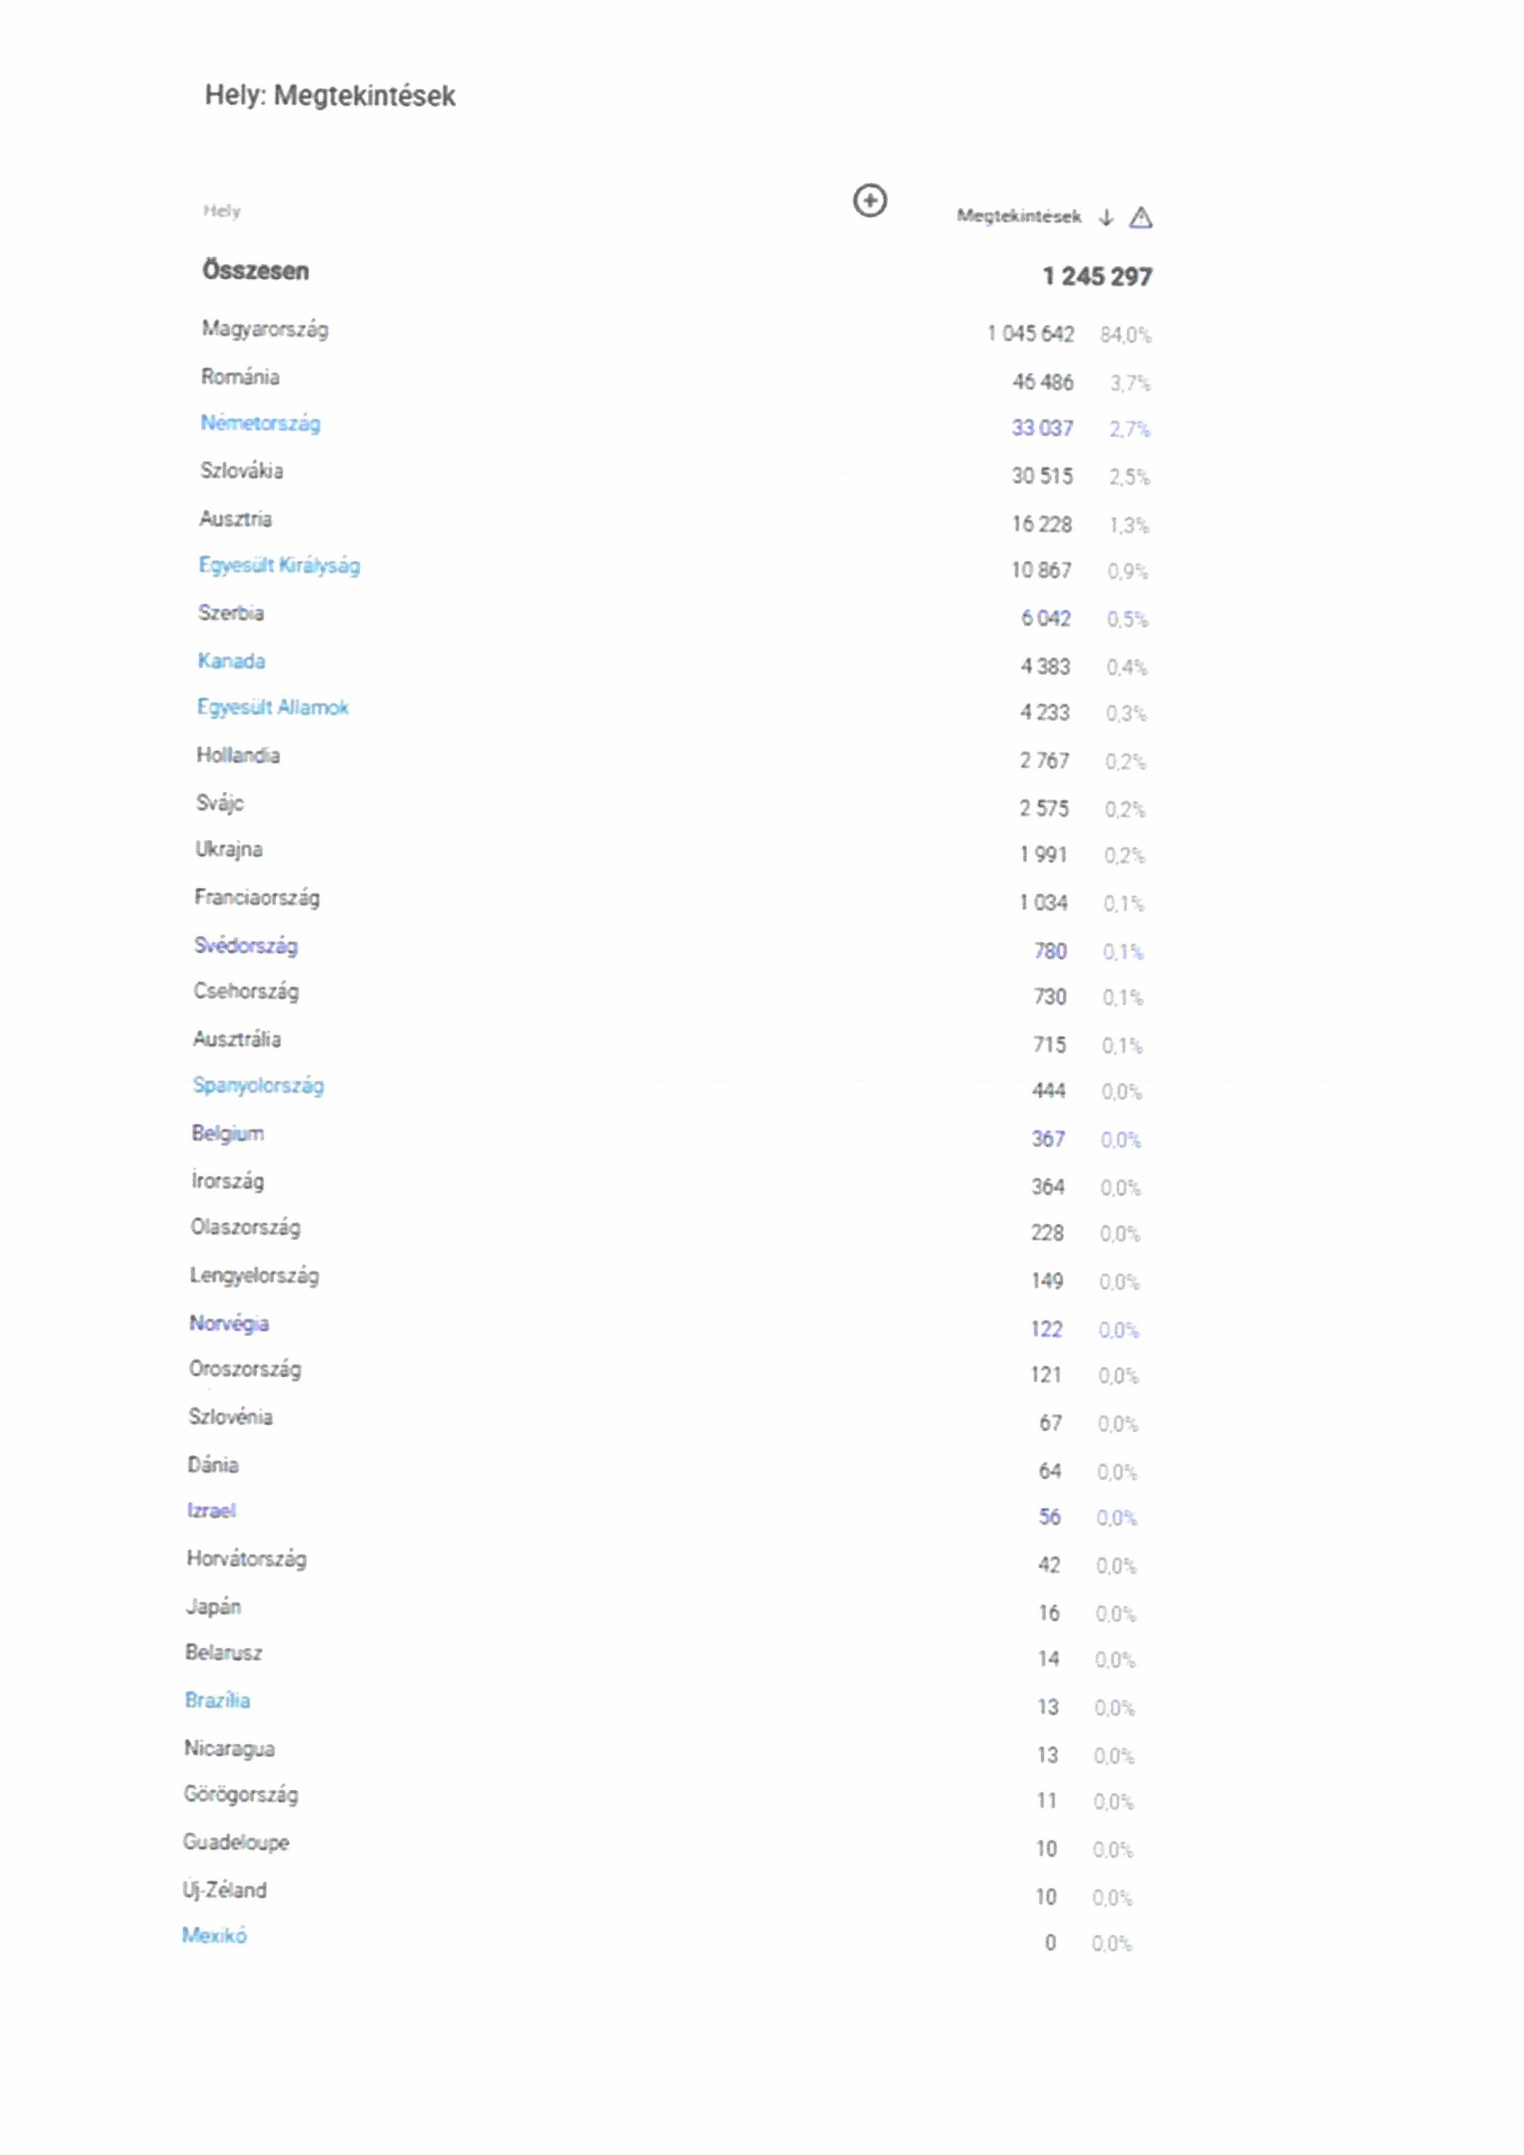 Hely: Megtekintések
Hely Megtekintések
Összesen 1 245 297
Magyarország 1 045 642 84,0%
Románia 46 486 3,7%
Németország 33 037 2,7%
Szlovákia 30 515 2,5%
Ausztria 16 228 1,3%
Egyesült Királyság 10 867 0,9%
Szerbia 6 042 0,5%
Kanada 4 383 0,4%
Egyesült Államok 4 233 0,3%
Hollandia 2 767 0,2%
Svájc 2 575 0,2%
Ukrajna 1 991 0,2%
Franciaország 1 034 0,1%
Svédország 780 0,1%
Csehország 730 0,1%
Ausztrália 715 0,1%
Spanyolország 444 0,0%
Belgium 367 0,0%
Írország 364 0,0%
Olaszország 228 0,0%
Lengyelország 149 0,0%
Norvégia 122 0,0%
Oroszország 121 0,0%
Szlovénia 67 0,0%
Dánia 64 0,0%
Izrael 56 0,0%
Horvátország 42 0,0%
Japán 16 0,0%
Belarusz 14 0,0%
Brazília 13 0,0%
Nicaragua 13 0,0%
Görögország 11 0,0%
Guadeloupe 10 0,0%
Új-Zéland 10 0,0%
Mexikó 0 0,0%